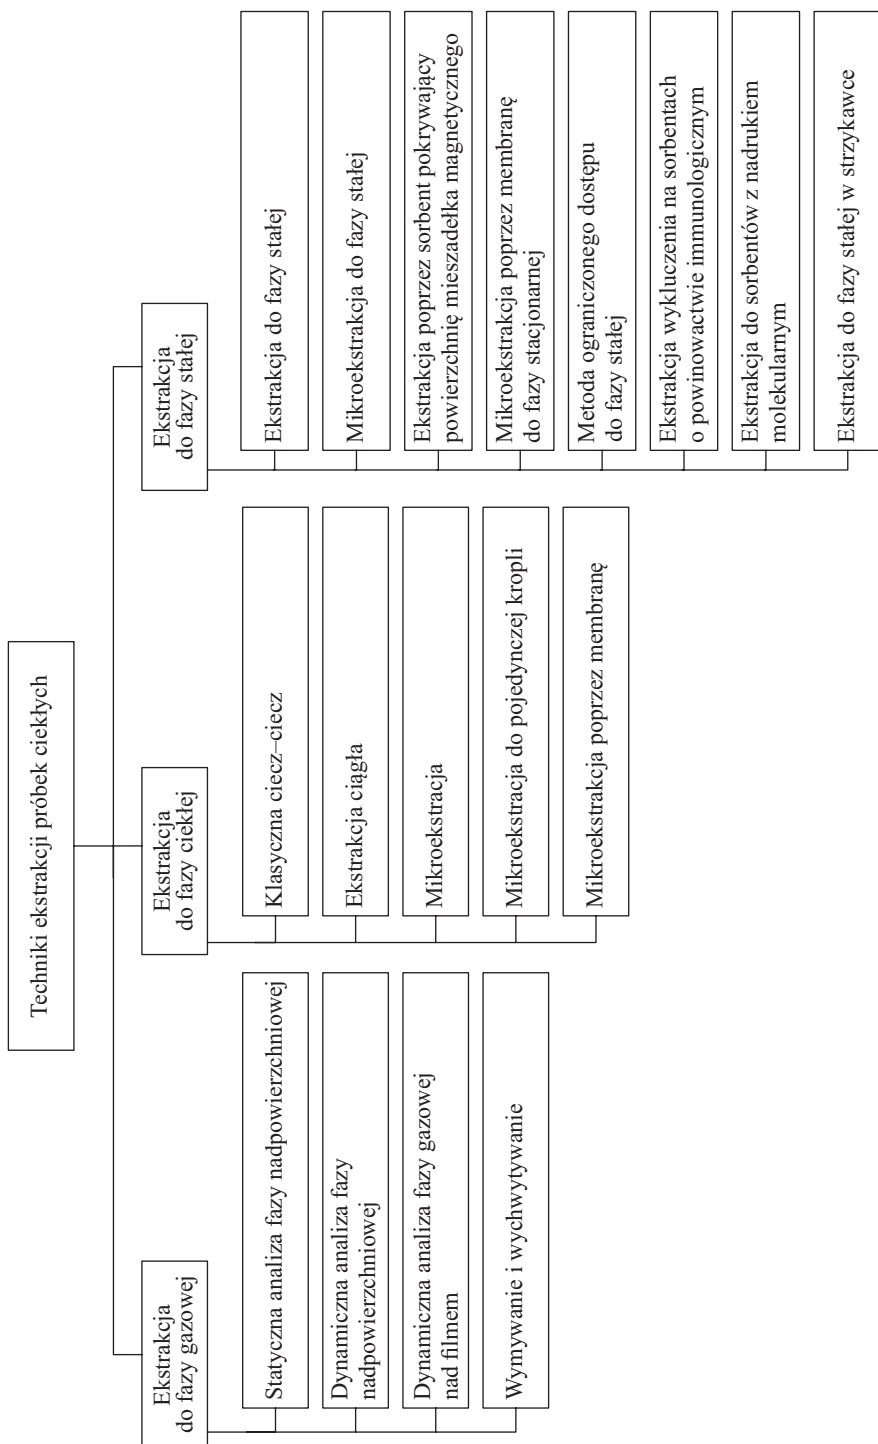 Techniki ekstrakcji próbek ciekłych
Ekstrakcja
do fazy gazowej
Statyczna analiza fazy nadpowierzchniowej
Dynamiczna analiza fazy
nadpowierzchniowej
Dynamiczna analiza fazy gazowej
nad filmem
Wymywanie i wychwytywanie
Ekstrakcja
do fazy ciekłej
Klasyczna ciecz–ciecz
Ekstrakcja ciągła
Mikroekstracja
Mikroekstracja do pojedynczej kropli
Mikroekstrakcja poprzez membranę
Ekstrakcja
do fazy stałej
Ekstrakcja do fazy stałej
Mikroekstrakcja do fazy stałej
Ekstrakcja poprzez sorbent pokrywający
powierzchnię mieszadełka magnetycznego
Mikroekstrakcja poprzez membranę
do fazy stacjonarnej
Metoda ograniczonego dostępu
do fazy stałej
Ekstrakcja wykluczenia na sorbentach
o powinowactwie immunologicznym
Ekstrakcja do sorbentów z nadrukiem
molekularnym
Ekstrakcja do fazy stałej w strzykawce